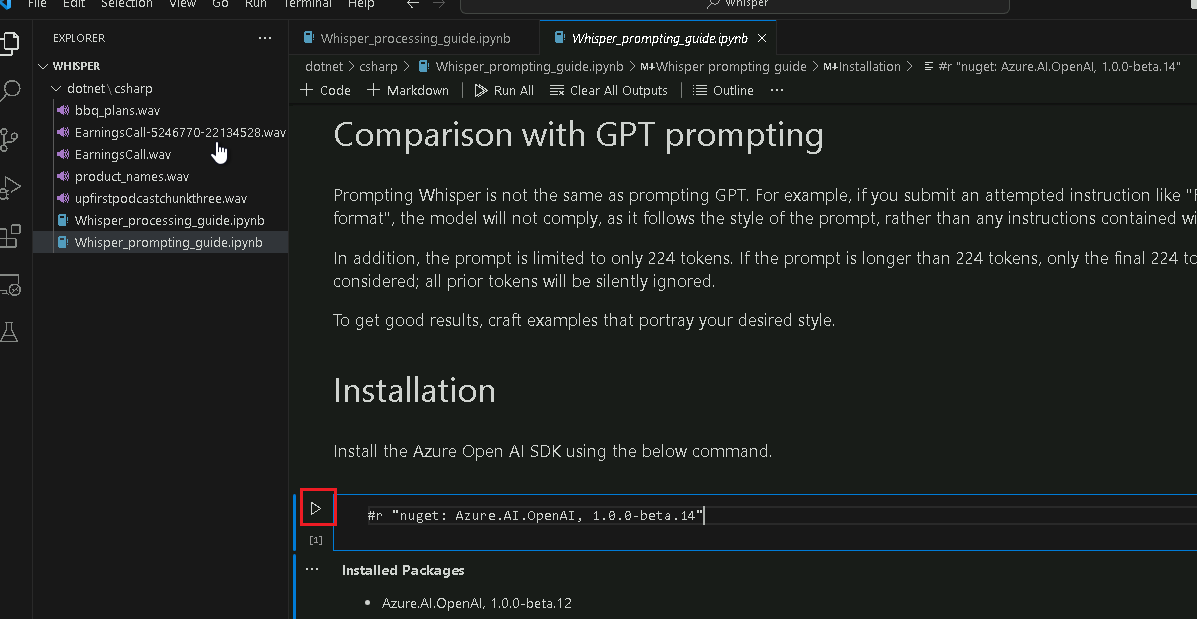 File Edit Selection View Go Run Terminal Help
whisper
EXPLORER
Whisper_processing_guide.ipynb
Whisper_prompting_guide.ipynb
WHISPER
dotnet > csharp > Whisper_prompting_guide.ipynb > M↓Whisper prompting guide > M↓Installation > #r "nuget: Azure.AI.OpenAI, 1.0.0-beta.14"
dotnet \ csharp
Code Markdown Run All Clear All Outputs Outline
bbq_plans.wav
EarningsCall-5246770-22134528.wav
EarningsCall.wav
product_names.wav
upfirstpodcastchunkthree.wav
Whisper_processing_guide.ipynb
Whisper_prompting_guide.ipynb
Comparison with GPT prompting
Prompting Whisper is not the same as prompting GPT. For example, if you submit an attempted instruction like
format", the model will not comply, as it follows the style of the prompt, rather than any instructions contained
In addition, the prompt is limited to only 224 tokens. If the prompt is longer than 224 tokens, only the final 224
considered; all prior tokens will be silently ignored.
To get good results, craft examples that portray your desired style.
Installation
Install the Azure Open AI SDK using the below command.
#r "nuget: Azure.AI.OpenAI, 1.0.0-beta.14"
[1]
Installed Packages
• Azure.AI.OpenAI, 1.0.0-beta.12